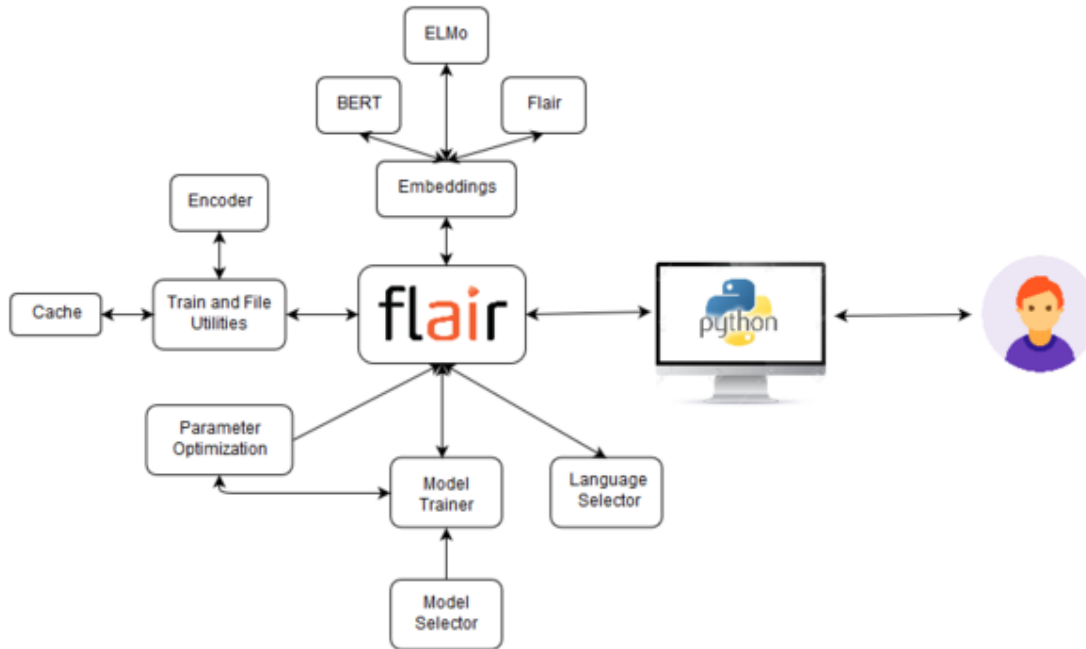 ELMo
BERT
Flair
Embeddings
Encoder
Train and File
Utilities
Cache
flair
python
Parameter
Optimization
Model
Trainer
Language
Selector
Model
Selector